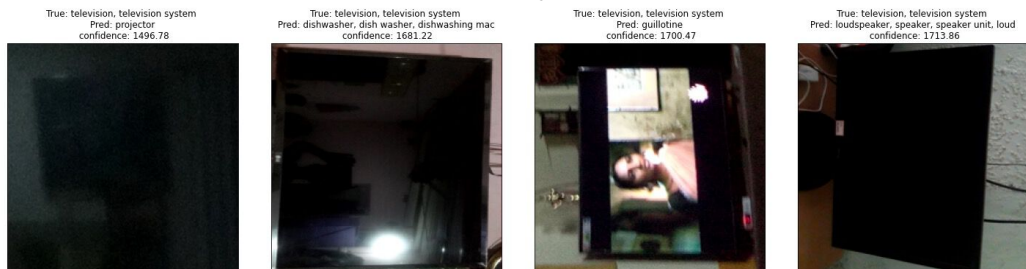 True: television, television system
Pred: projector
confidence: 1496.78
True: television, television system
Pred: dishwasher, dish washer, dishwashing mac
confidence: 1681.22
True: television, television system
Pred: guillotine
confidence: 1700.47
True: television, television system
Pred: loudspeaker, speaker, speaker unit, loud
confidence: 1713.86